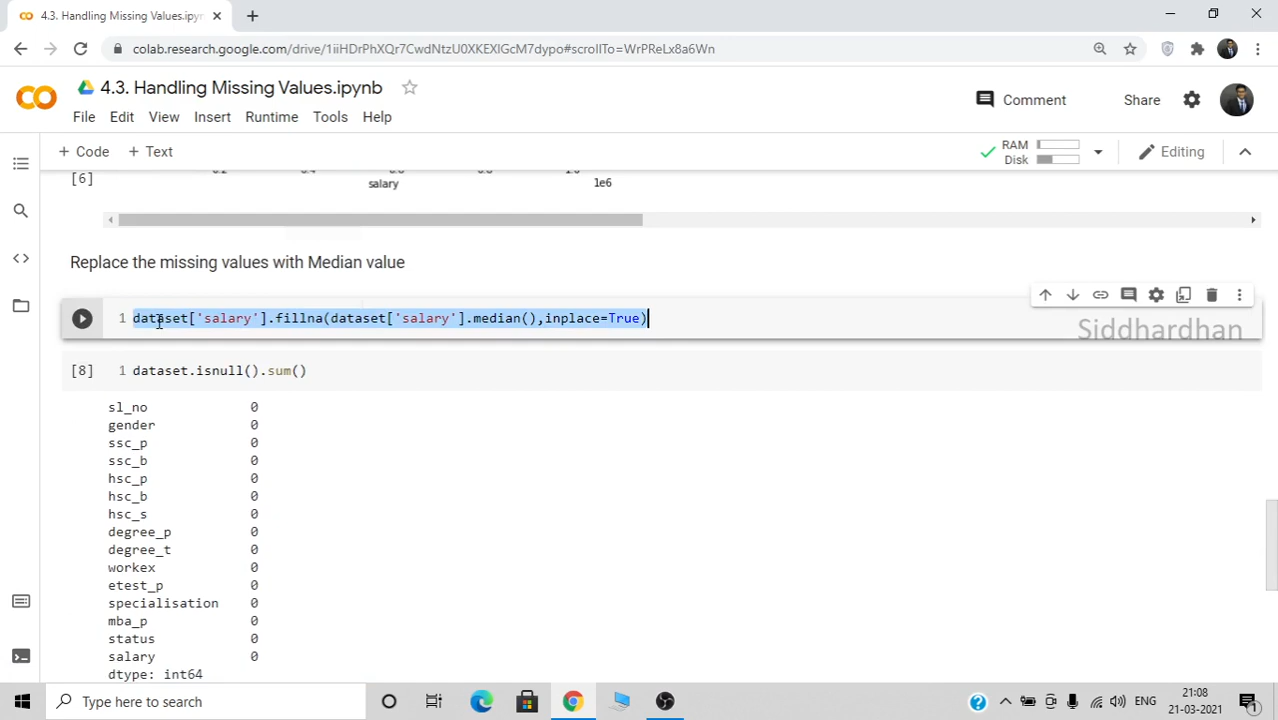 4.3. Handling Missing Values.ipyn
colab.research.google.com/drive/1iiHDrPhXQr7CwdNtzU0XKEXlGcM7dypo#scrollTo=WrPReLx8a6Wn
4.3. Handling Missing Values.ipynb
File Edit View Insert Runtime Tools Help
Comment Share
+ Code + Text
RAM
Disk
Editing
[6]
salary
1e6
Replace the missing values with Median value
1 dataset['salary'].fillna(dataset['salary'].median(),inplace=True)
Siddhardhan
[8] 1 dataset.isnull().sum()
sl_no 0
gender 0
ssc_p 0
ssc_b 0
hsc_p 0
hsc_b 0
hsc_s 0
degree_p 0
degree_t 0
workex 0
etest_p 0
specialisation 0
mba_p 0
status 0
salary 0
dtype: int64
Type here to search
ENG
21:08
21-03-2021
1